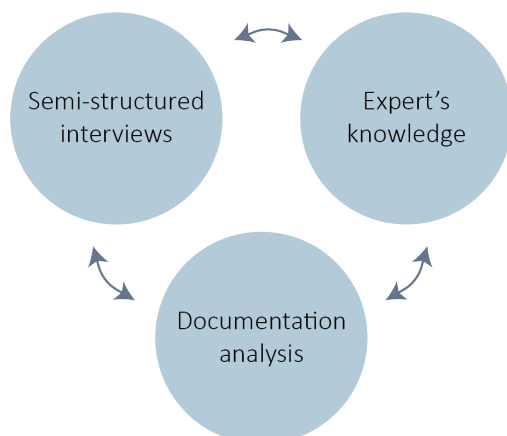 Semi-structured
interviews
Expert’s
knowledge
Documentation
analysis